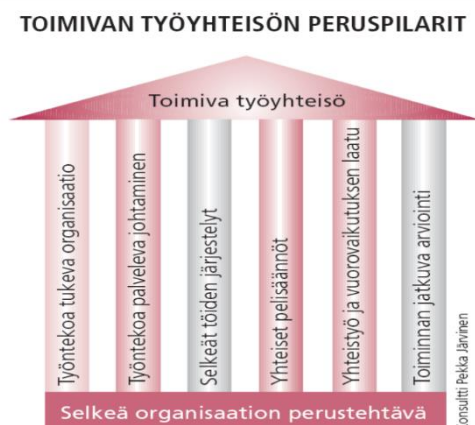 TOIMIVAN TYÖYHTEISÖN PERUSPILARIT
Toimiva työyhteisö
Työntekoa tukeva organisaatio
Työntekoa palveleva johtaminen
Selkeät töiden järjestelyt
Yhteiset pelisäännöt
Yhteistyö ja vuorovaikutuksen laatu
Toiminnan jatkuva arviointi
Selkeä organisaation perustehtävä
onsultti Pekka Järvinen